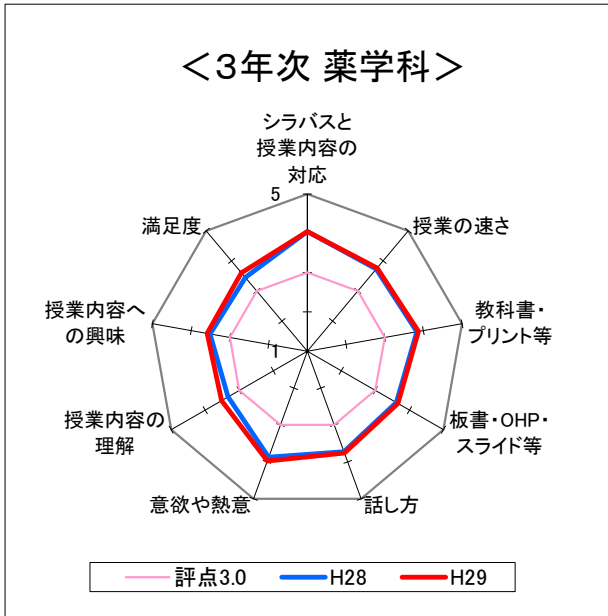 ＜3年次 薬学科＞
シラバスと
授業内容の
対応
5
授業の速さ
教科書・
プリント等
板書・OHP・
スライド等
話し方
意欲や熱意
授業内容の
理解
授業内容へ
の興味
満足度
1
評点3.0
H28
H29